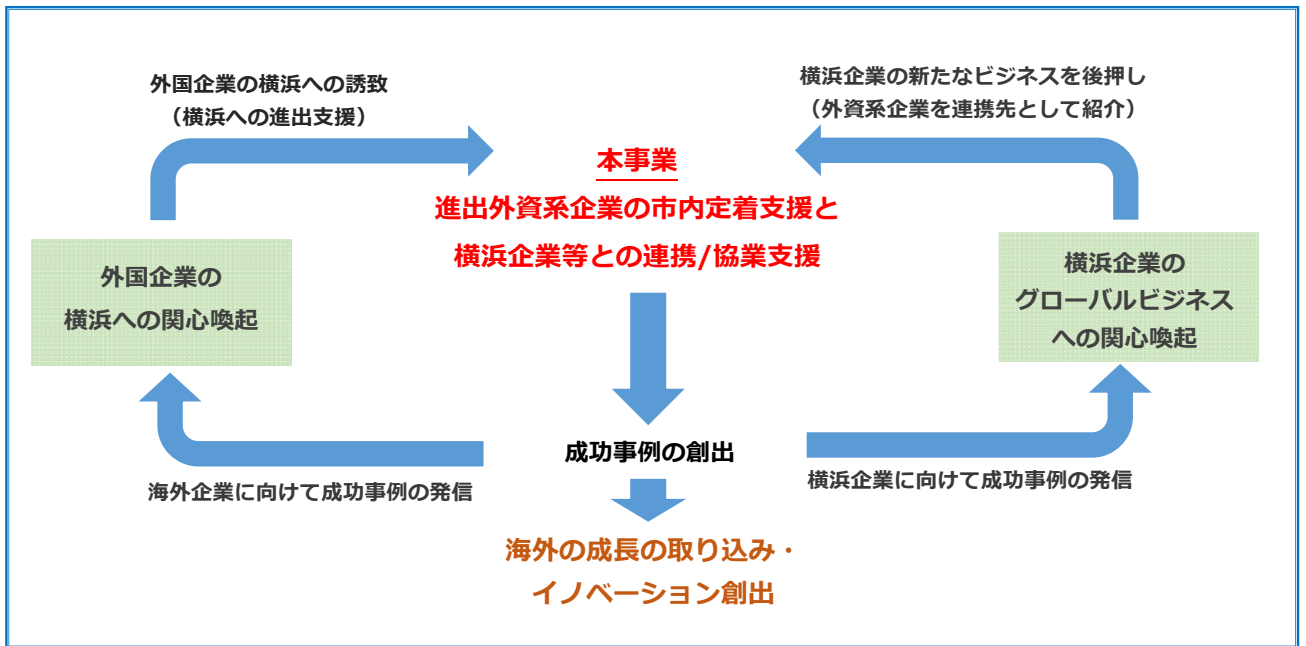 外国企業の横浜への誘致
（横浜への進出支援）
横浜企業の新たなビジネスを後押し
（外資系企業を連携先として紹介）
本事業
進出外資系企業の市内定着支援と
横浜企業等との連携/協業支援
外国企業の
横浜への関心喚起
横浜企業の
グローバルビジネス
への関心喚起
成功事例の創出
海外企業に向けて成功事例の発信
横浜企業に向けて成功事例の発信
海外の成長の取り込み・
イノベーション創出